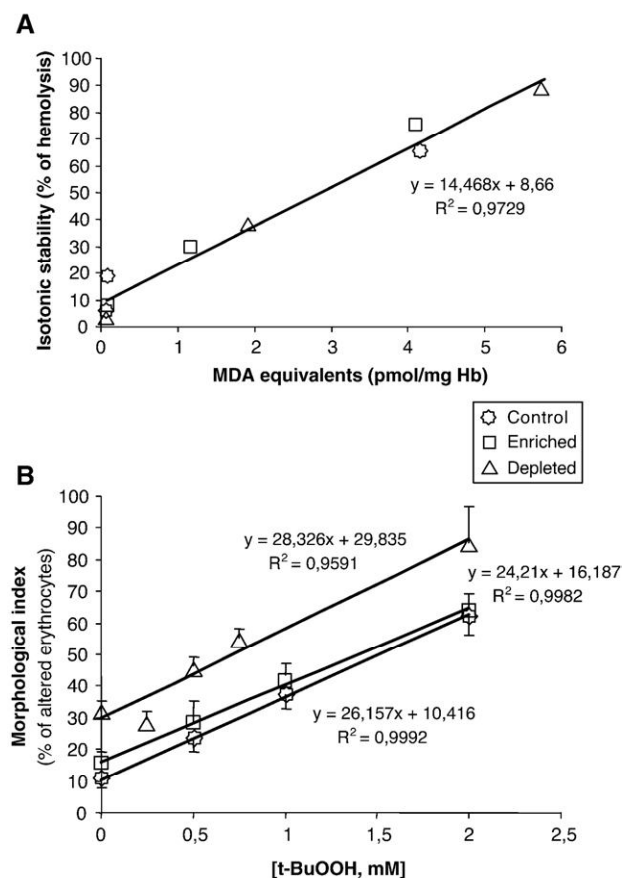 A
Isotonic stability (% of hemolysis)
100
90
80
70
60
50
40
30
20
10
0
y = 14,468x + 8,66
R² = 0,9729
0 1 2 3 4 5 6
MDA equivalents (pmol/mg Hb)
Control
Enriched
Depleted
B
Morphological index
(% of altered erythrocytes)
100
90
80
70
60
50
40
30
20
10
0
y = 28,326x + 29,835
R² = 0,9591
y = 24,21x + 16,187
R² = 0,9982
y = 26,157x + 10,416
R² = 0,9992
0 0,5 1 1,5 2 2,5
[t-BuOOH, mM]